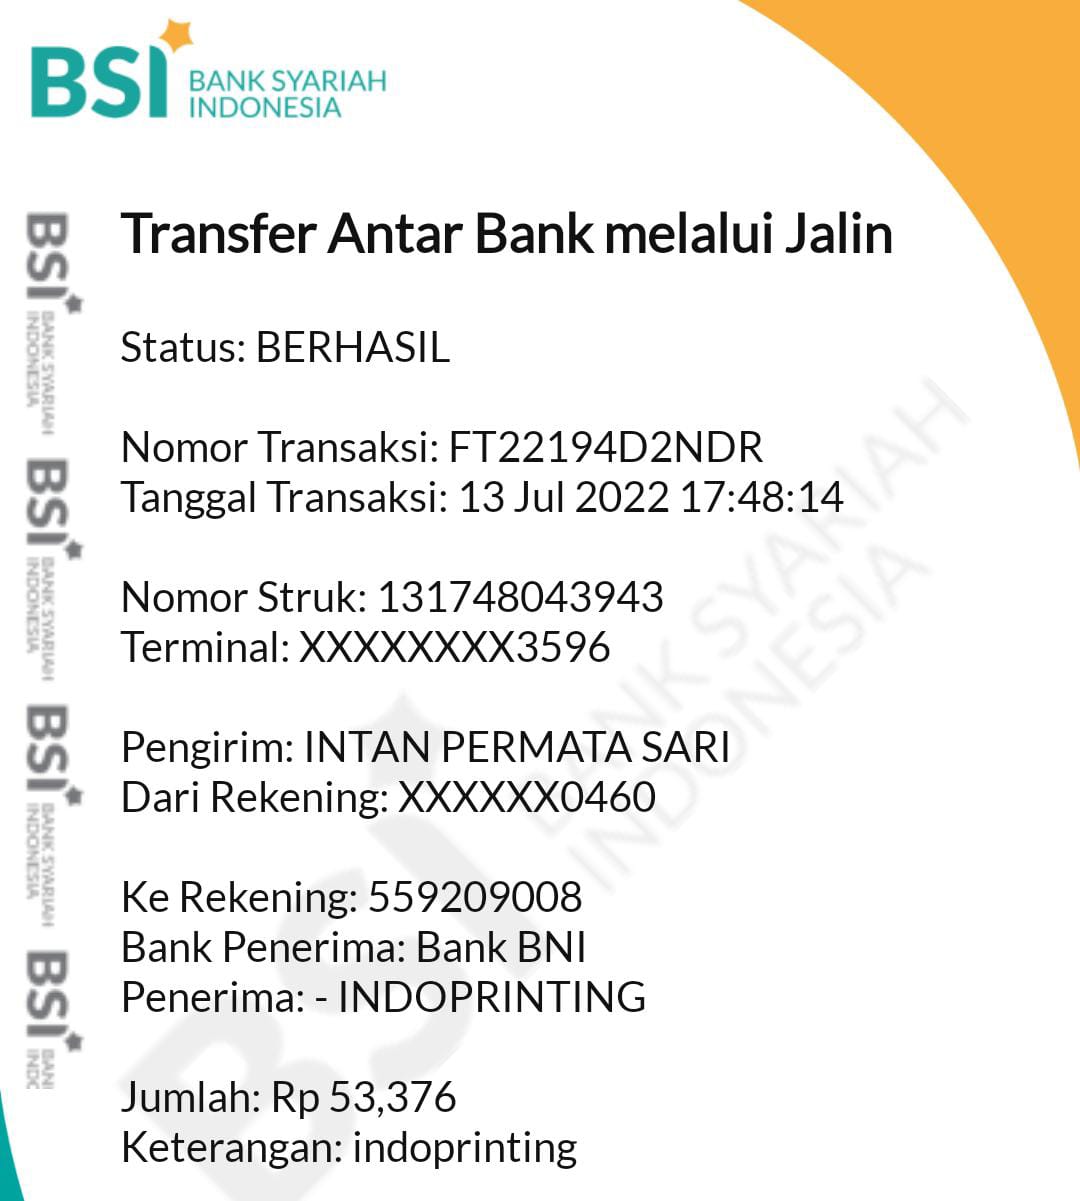 BSI BANK SYARIAH
INDONESIA
Transfer Antar Bank melalui Jalin
Status: BERHASIL
Nomor Transaksi: FT22194D2NDR
Tanggal Transaksi: 13 Jul 2022 17:48:14
Nomor Struk: 131748043943
Terminal: XXXXXXXX3596
Pengirim: INTAN PERMATA SARI
Dari Rekening: XXXXXX0460
Ke Rekening: 559209008
Bank Penerima: Bank BNI
Penerima: - INDOPRINTING
Jumlah: Rp 53,376
Keterangan: indoprinting
BSI BANK SYARIAH
INDONESIA
BSI BANK SYARIAH
INDONESIA
BSI BANK SYARIAH
INDONESIA
BSI BANK SYARIAH
INDONESIA
BSI BANI
INDO